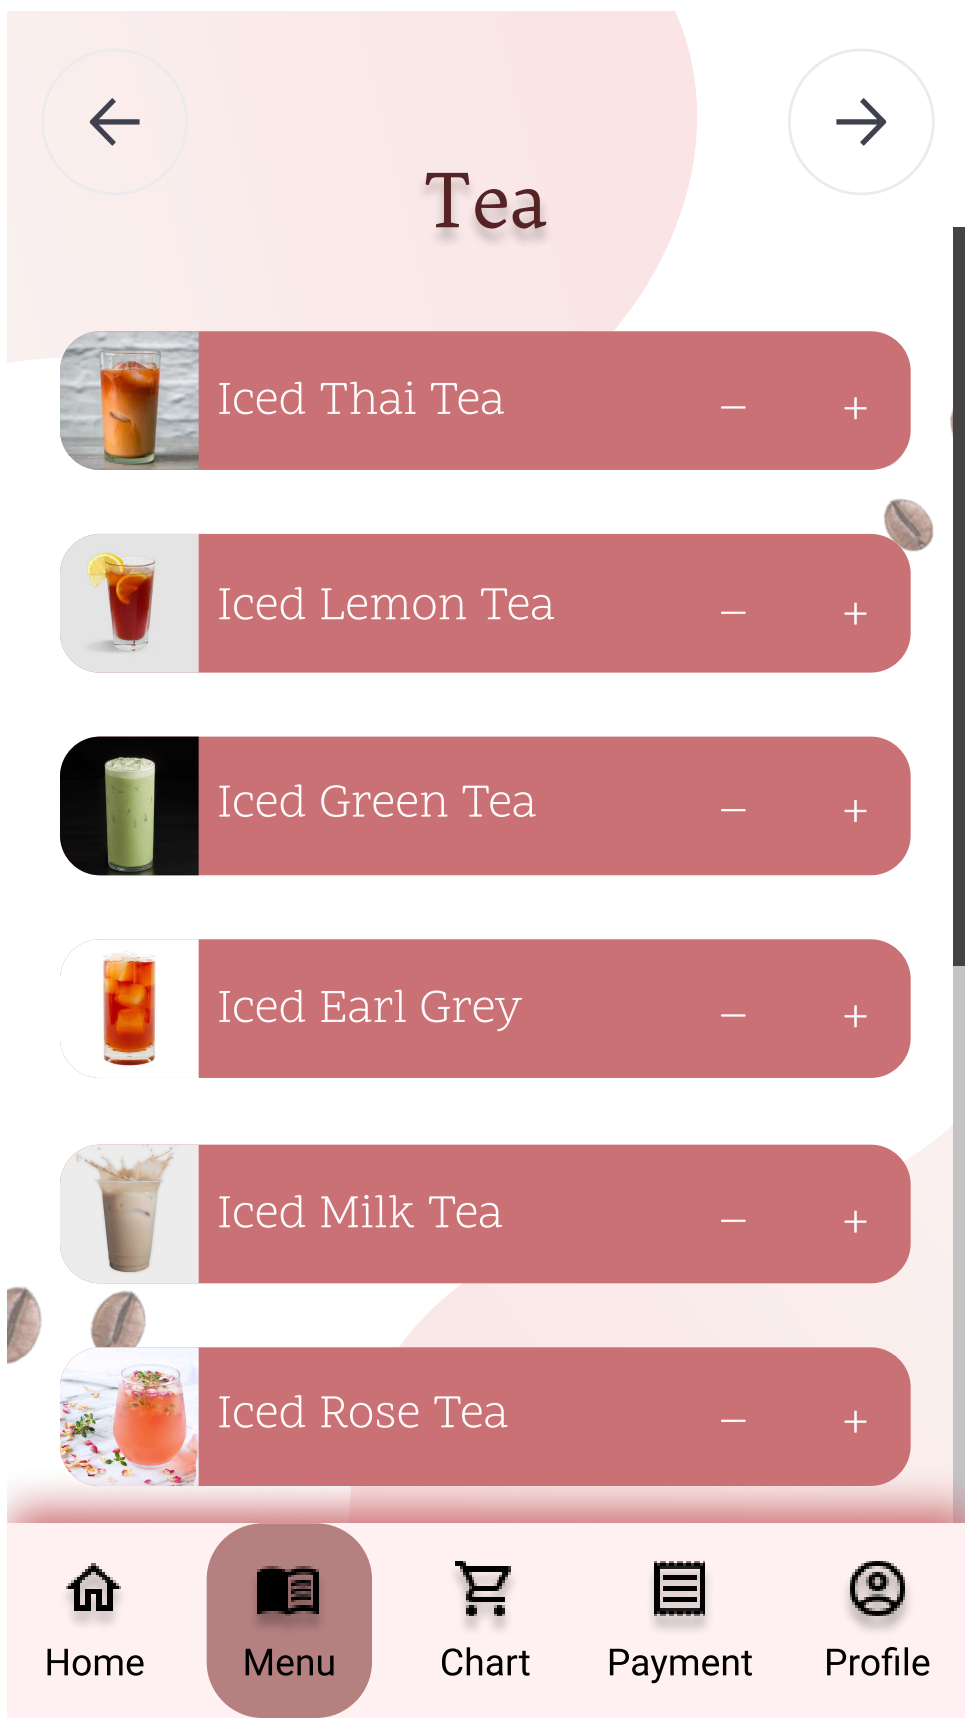 Tea
Iced Thai Tea − +
Iced Lemon Tea − +
Iced Green Tea − +
Iced Earl Grey − +
Iced Milk Tea − +
Iced Rose Tea − +
Home Menu Chart Payment Profile